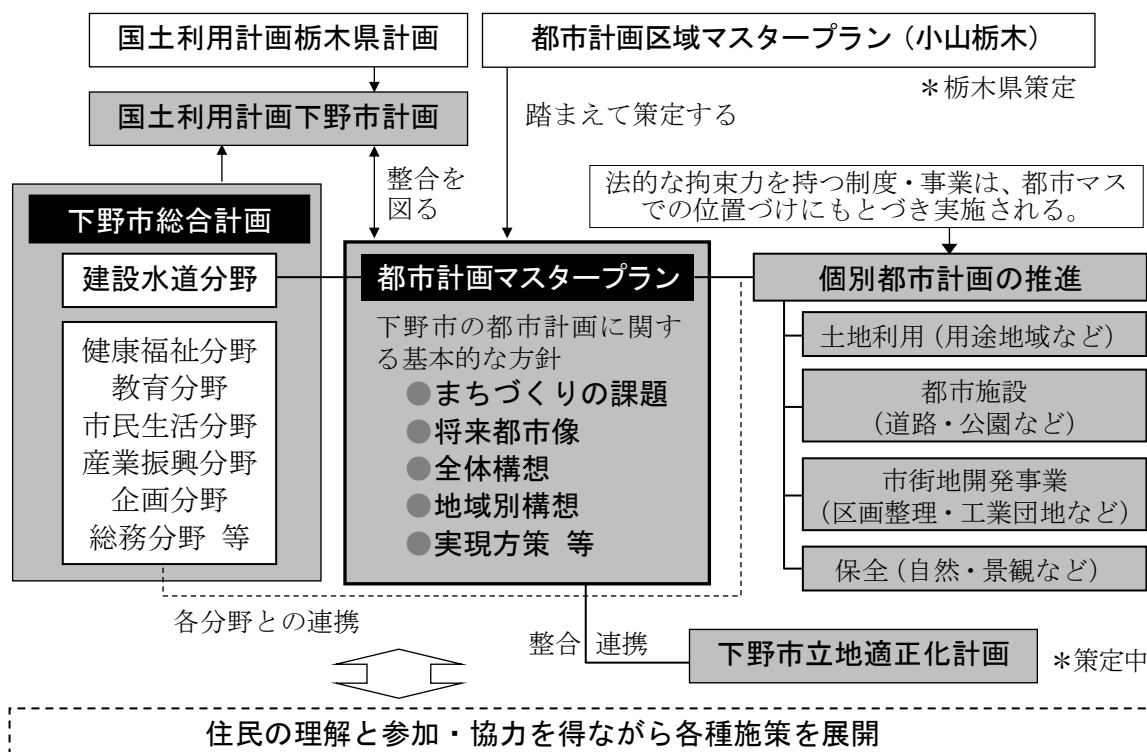 国土利用計画栃木県計画
都市計画区域マスタープラン（小山栃木）
＊栃木県策定
国土利用計画下野市計画
踏まえて策定する
整合を
図る
法的な拘束力を持つ制度・事業は、都市マス
での位置づけにもとづき実施される。
下野市総合計画
建設水道分野
都市計画マスタープラン
個別都市計画の推進
健康福祉分野
教育分野
市民生活分野
産業振興分野
企画分野
総務分野 等
下野市の都市計画に関す
る基本的な方針
●まちづくりの課題
●将来都市像
●全体構想
●地域別構想
●実現方策 等
土地利用（用途地域など）
都市施設
（道路・公園など）
市街地開発事業
（区画整理・工業団地など）
保全（自然・景観など）
各分野との連携
整合 連携
下野市立地適正化計画
＊策定中
住民の理解と参加・協力を得ながら各種施策を展開